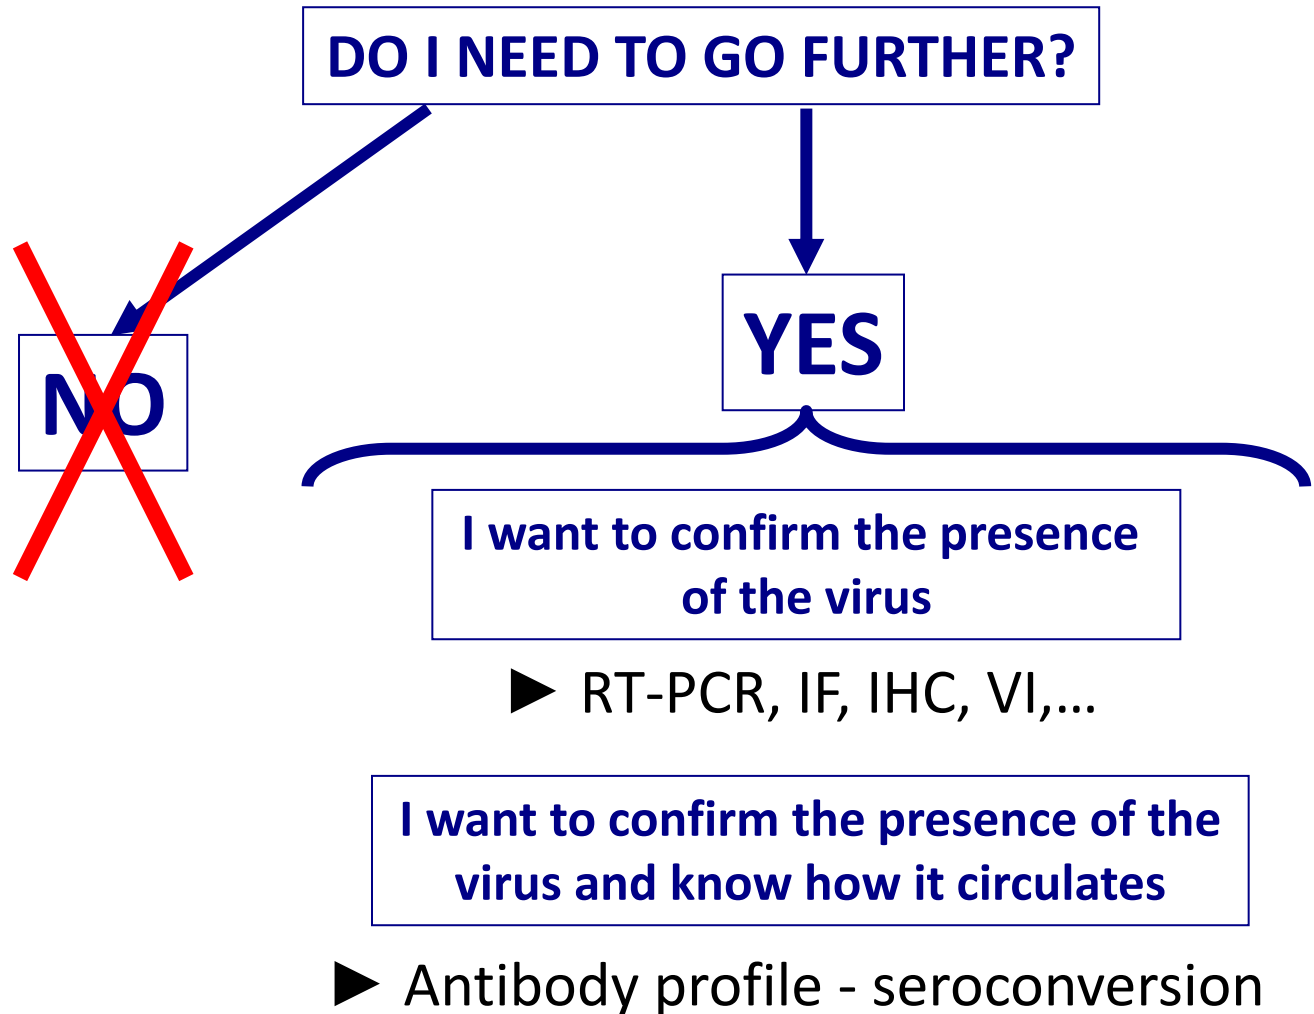 DO I NEED TO GO FURTHER?
NO
YES
I want to confirm the presence
of the virus
► RT-PCR, IF, IHC, VI,…
I want to confirm the presence of the
virus and know how it circulates
► Antibody profile - seroconversion